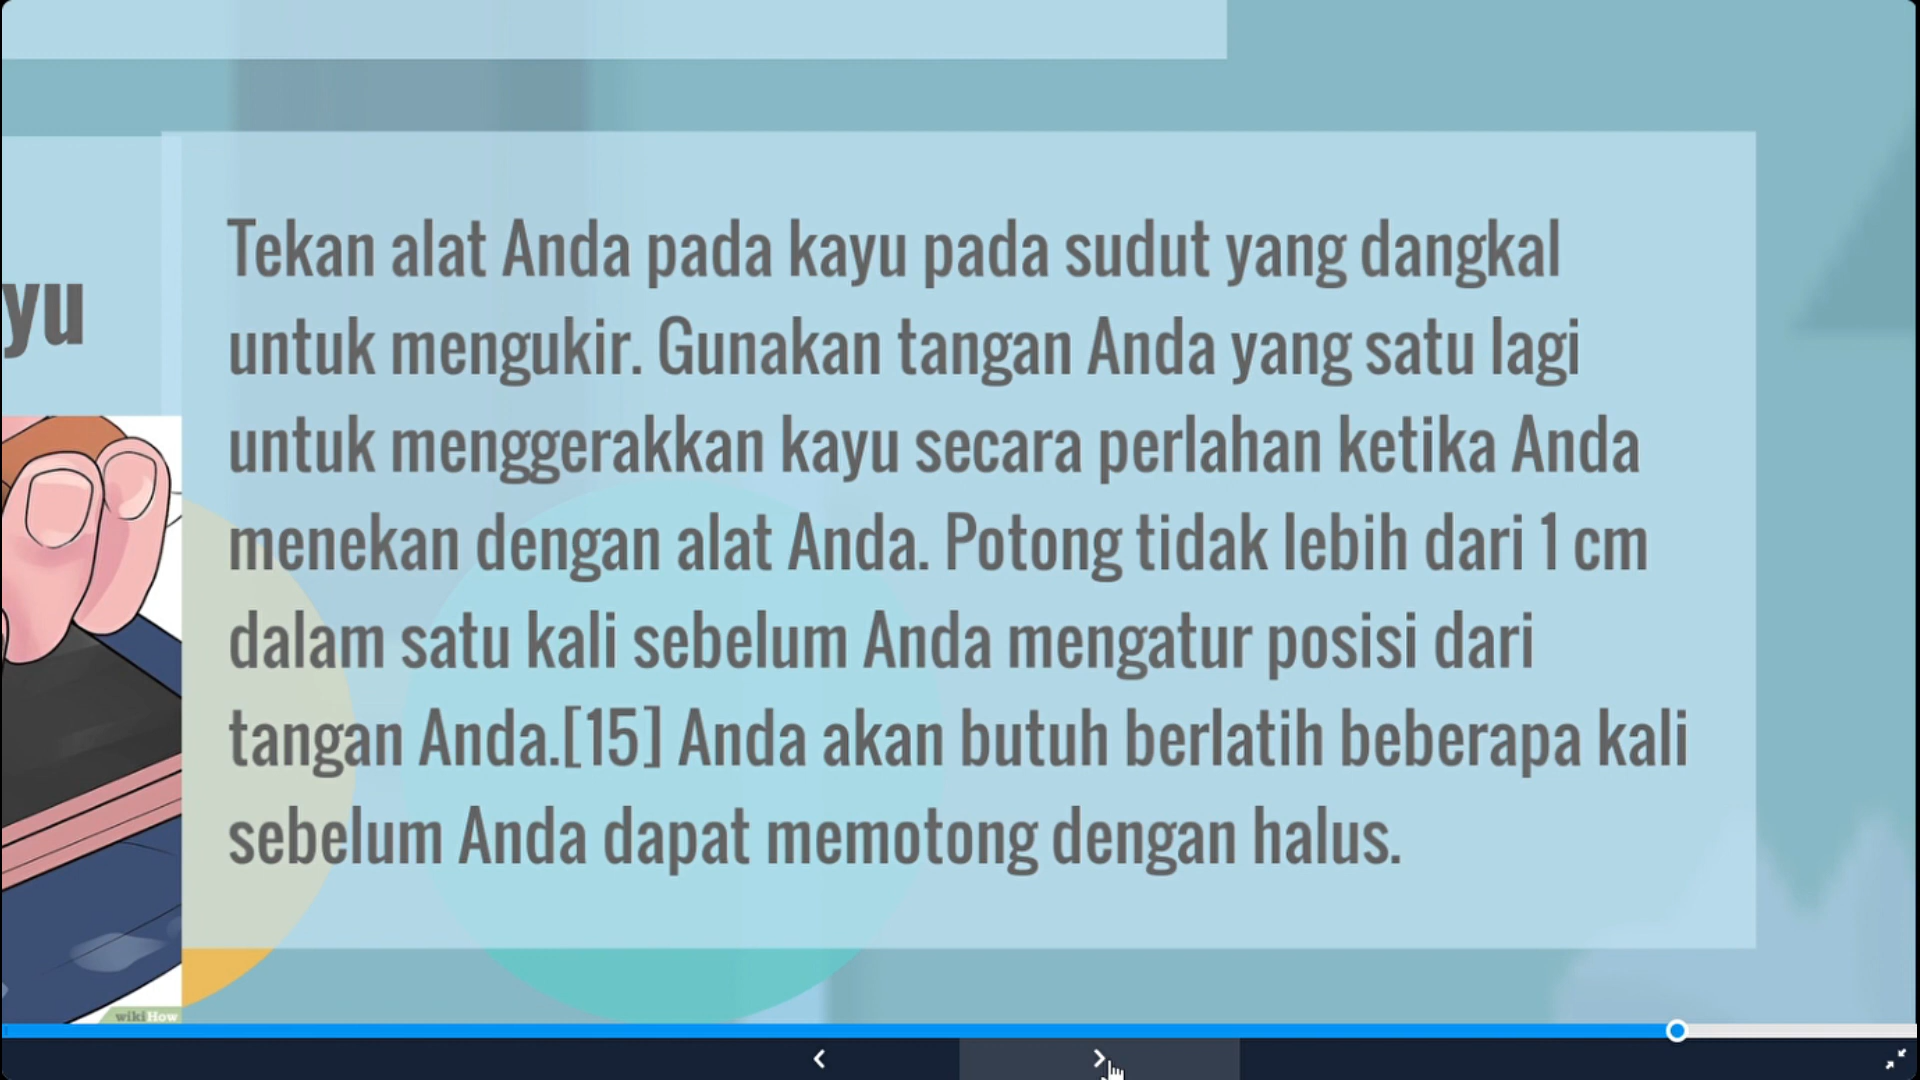 yu
Tekan alat Anda pada kayu pada sudut yang dangkal
untuk mengukir. Gunakan tangan Anda yang satu lagi
untuk menggerakkan kayu secara perlahan ketika Anda
menekan dengan alat Anda. Potong tidak lebih dari 1 cm
dalam satu kali sebelum Anda mengatur posisi dari
tangan Anda.[15] Anda akan butuh berlatih beberapa kali
sebelum Anda dapat memotong dengan halus.
wikiHow